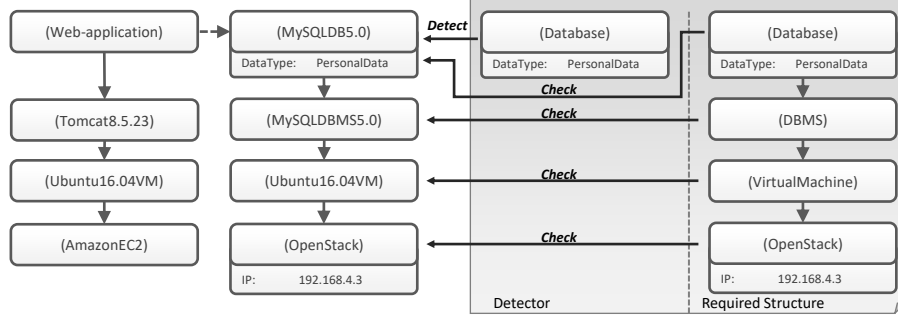 (Web-application)
(MySQLDB5.0)
DataType: PersonalData
Detect
(Database)
DataType: PersonalData
(Database)
DataType: PersonalData
Check
(Tomcat8.5.23)
(MySQLDBMS5.0)
Check
(DBMS)
(Ubuntu16.04VM)
(Ubuntu16.04VM)
Check
(VirtualMachine)
(AmazonEC2)
(OpenStack)
IP: 192.168.4.3
Check
(OpenStack)
IP: 192.168.4.3
Detector
Required Structure